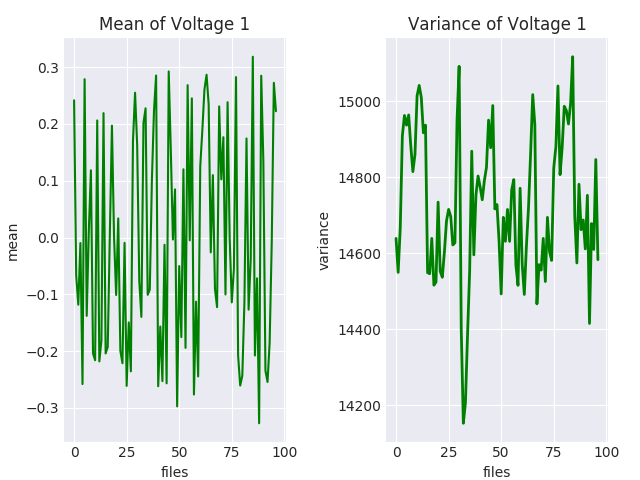 Mean of Voltage 1
mean
0.3
0.2
0.1
0.0
−0.1
−0.2
−0.3
0 25 50 75 100
files
Variance of Voltage 1
variance
15000
14800
14600
14400
14200
0 25 50 75 100
files